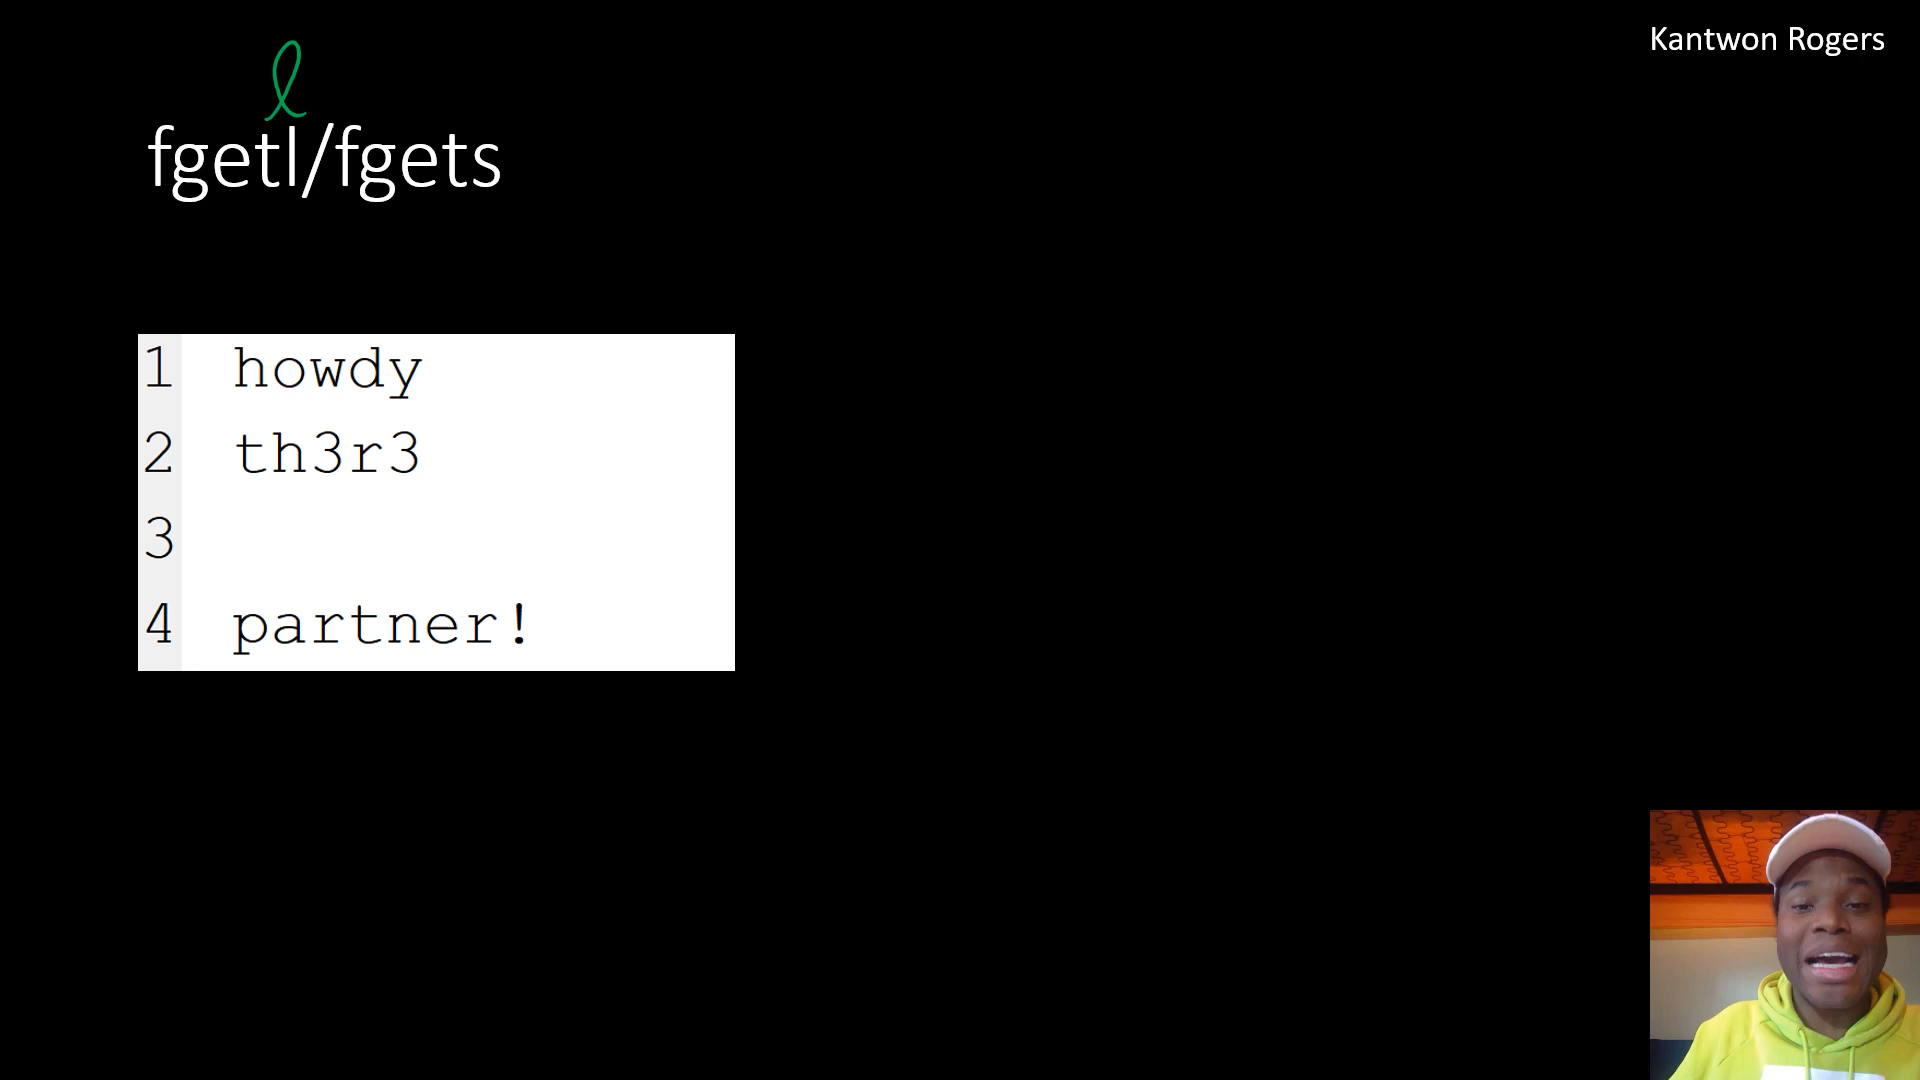 Kantwon Rogers
l
fgetl/fgets
1 howdy
2 th3r3
3
4 partner!